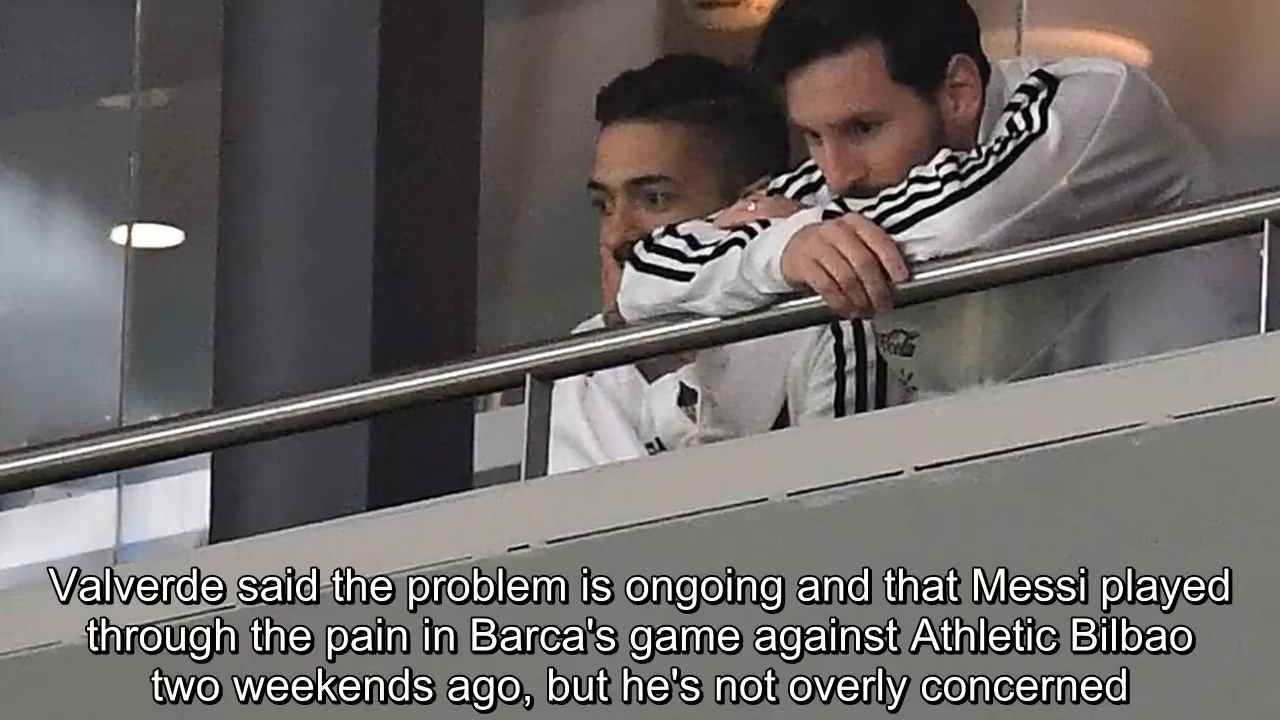 Valverde said the problem is ongoing and that Messi played
through the pain in Barca's game against Athletic Bilbao
two weekends ago, but he's not overly concerned